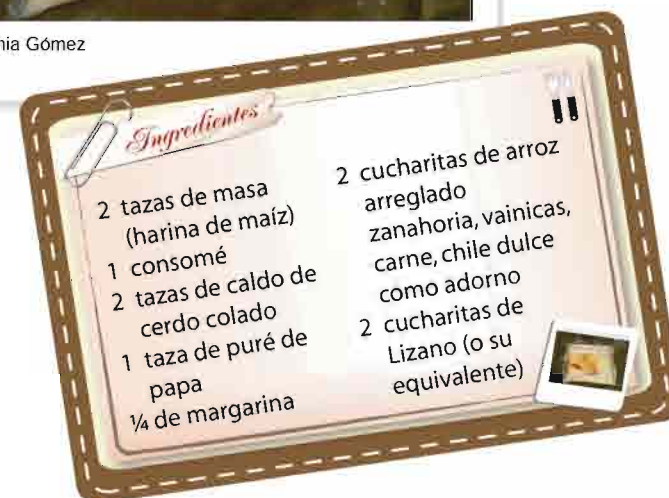 Gómez
Ingredientes
2 tazas de masa
(harina de maíz)
1 consomé
2 tazas de caldo de
cerdo colado
1 taza de puré de
papa
¼ de margarina
2 cucharitas de arroz
arreglado
zanahoria, vainicas,
carne, chile dulce
como adorno
2 cucharitas de
Lizano (o su
equivalente)